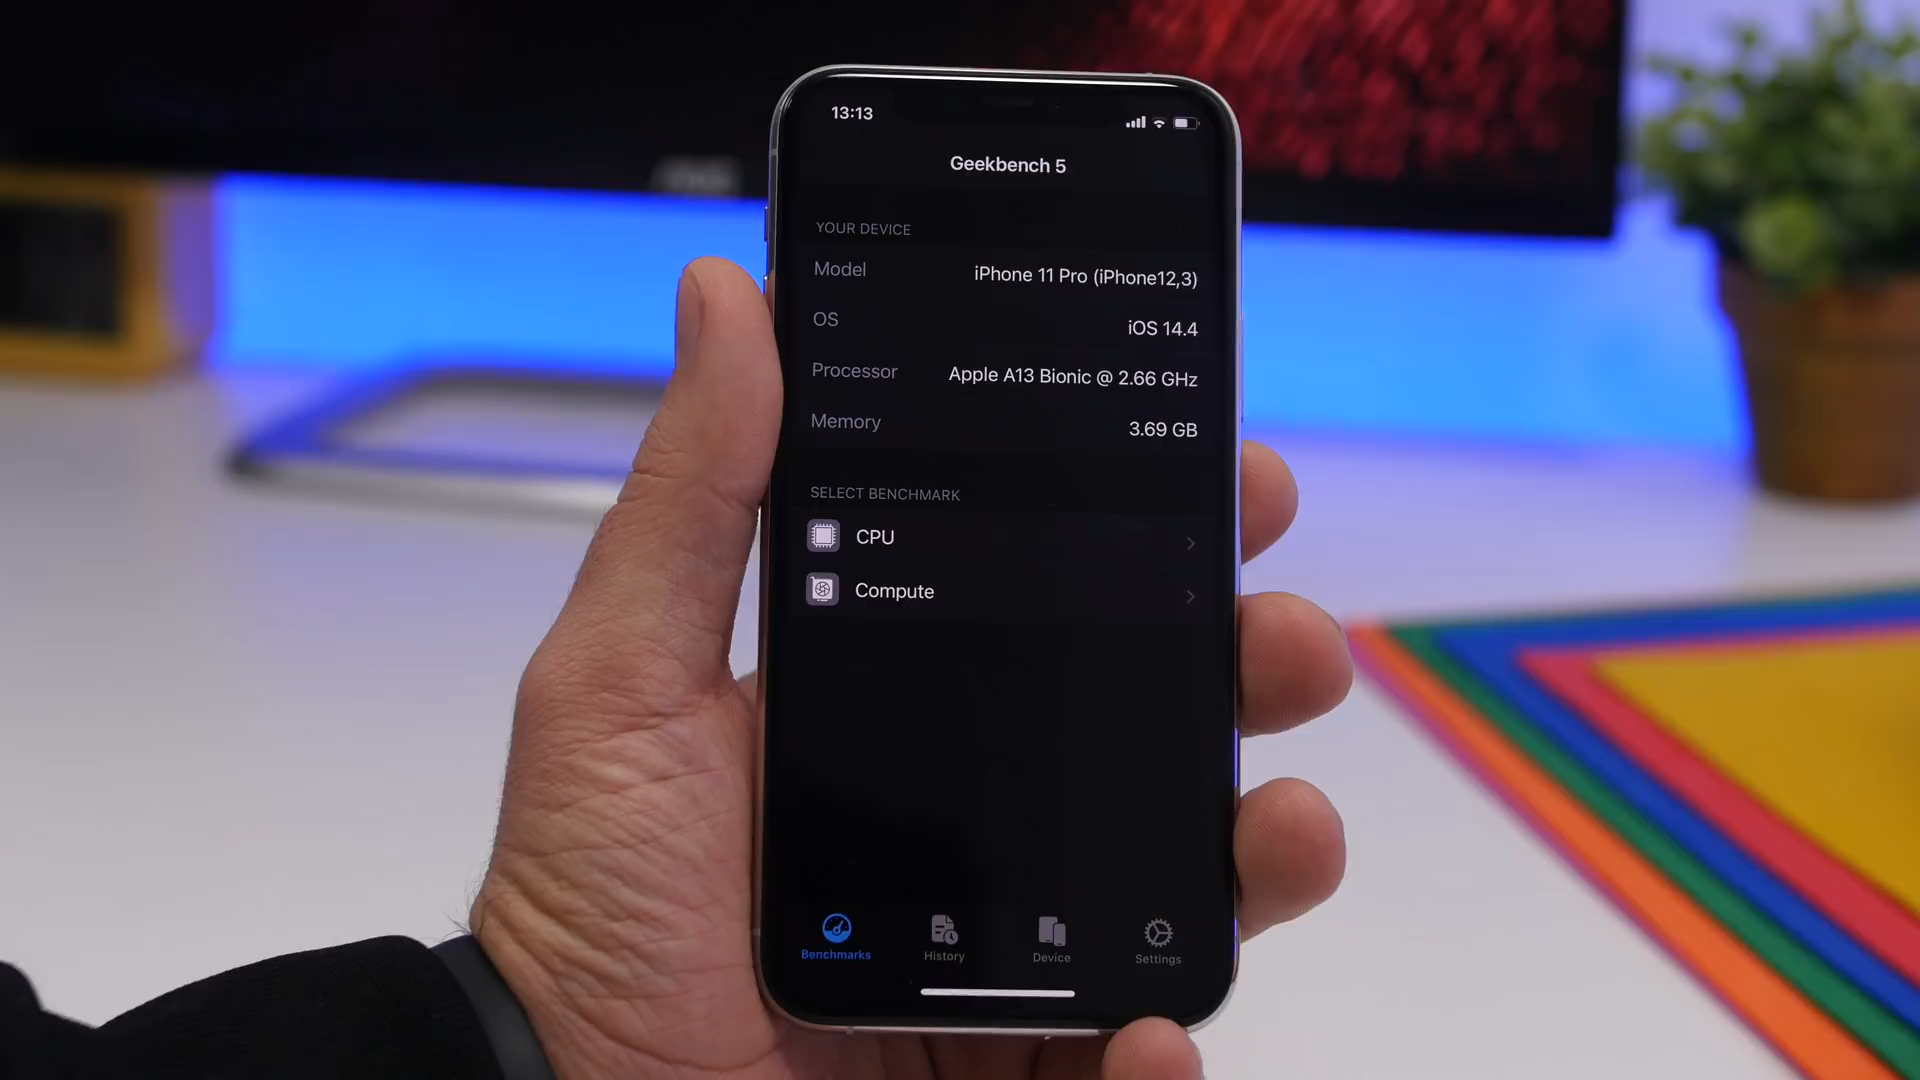 13:13
Geekbench 5
YOUR DEVICE
Model iPhone 11 Pro (iPhone12,3)
OS iOS 14.4
Processor Apple A13 Bionic @ 2.66 GHz
Memory 3.69 GB
SELECT BENCHMARK
CPU
Compute
Benchmarks History Device Settings